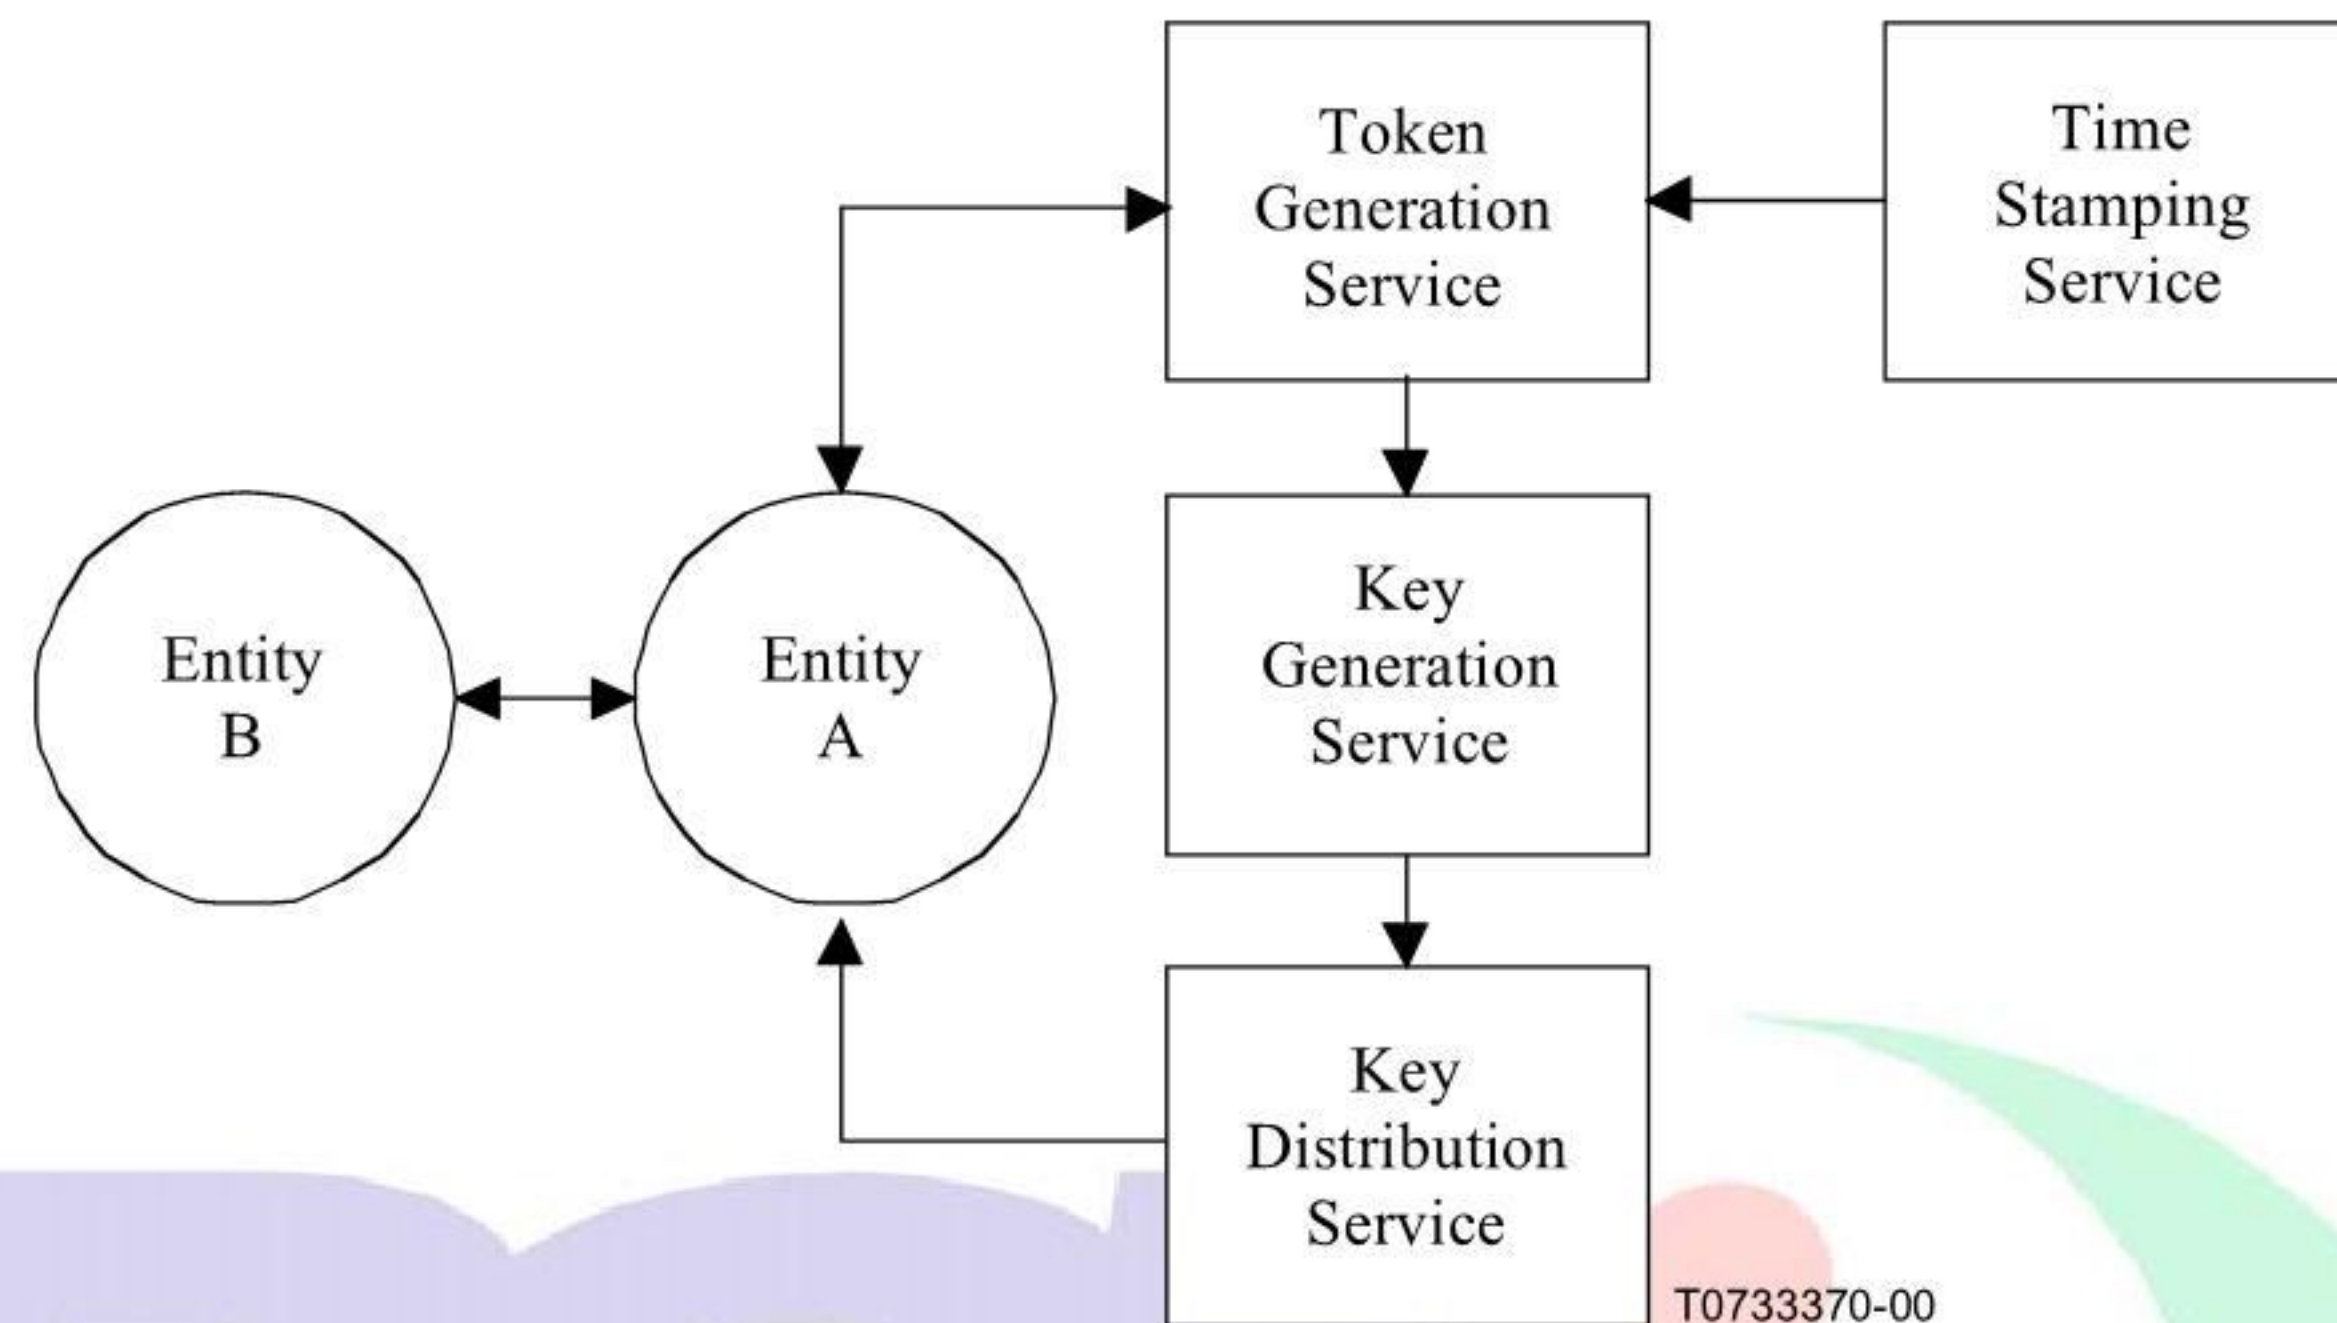 Token
Generation
Service
Time
Stamping
Service
Entity
B
Entity
A
Key
Generation
Service
Key
Distribution
Service
T0733370-00